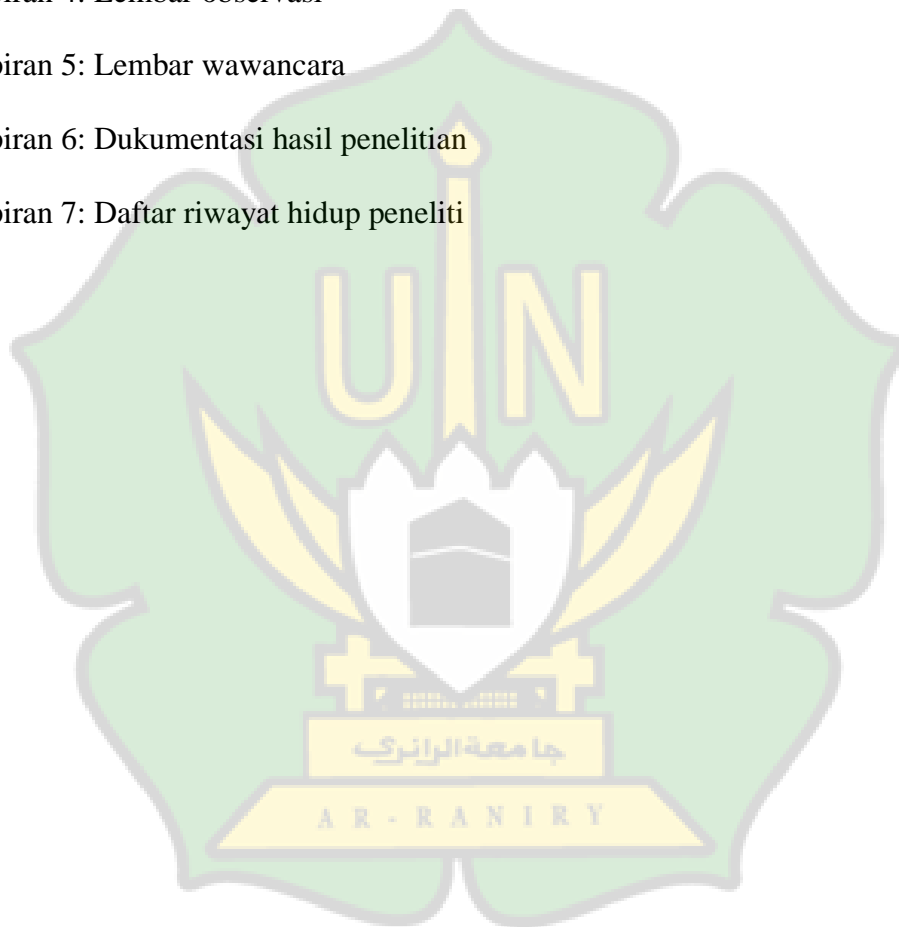 piran 4: Lembar observasi
piran 5: Lembar wawancara
piran 6: Dukumentasi hasil penelitian
piran 7: Daftar riwayat hidup peneliti
UIN
جامعة الرانري
AR-RANIRY